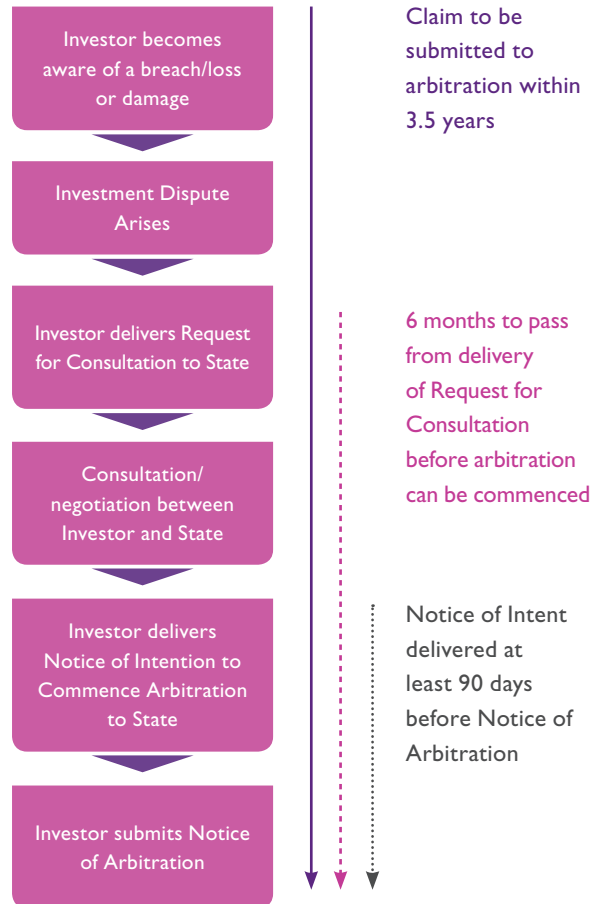 Investor becomes
aware of a breach/loss
or damage
Claim to be
submitted to
arbitration within
3.5 years
Investment Dispute
Arises
Investor delivers Request
for Consultation to State
6 months to pass
from delivery
of Request for
Consultation
before arbitration
can be commenced
Consultation/
negotiation between
Investor and State
Investor delivers
Notice of Intention to
Commence Arbitration
to State
Notice of Intent
delivered at
least 90 days
before Notice of
Arbitration
Investor submits Notice
of Arbitration